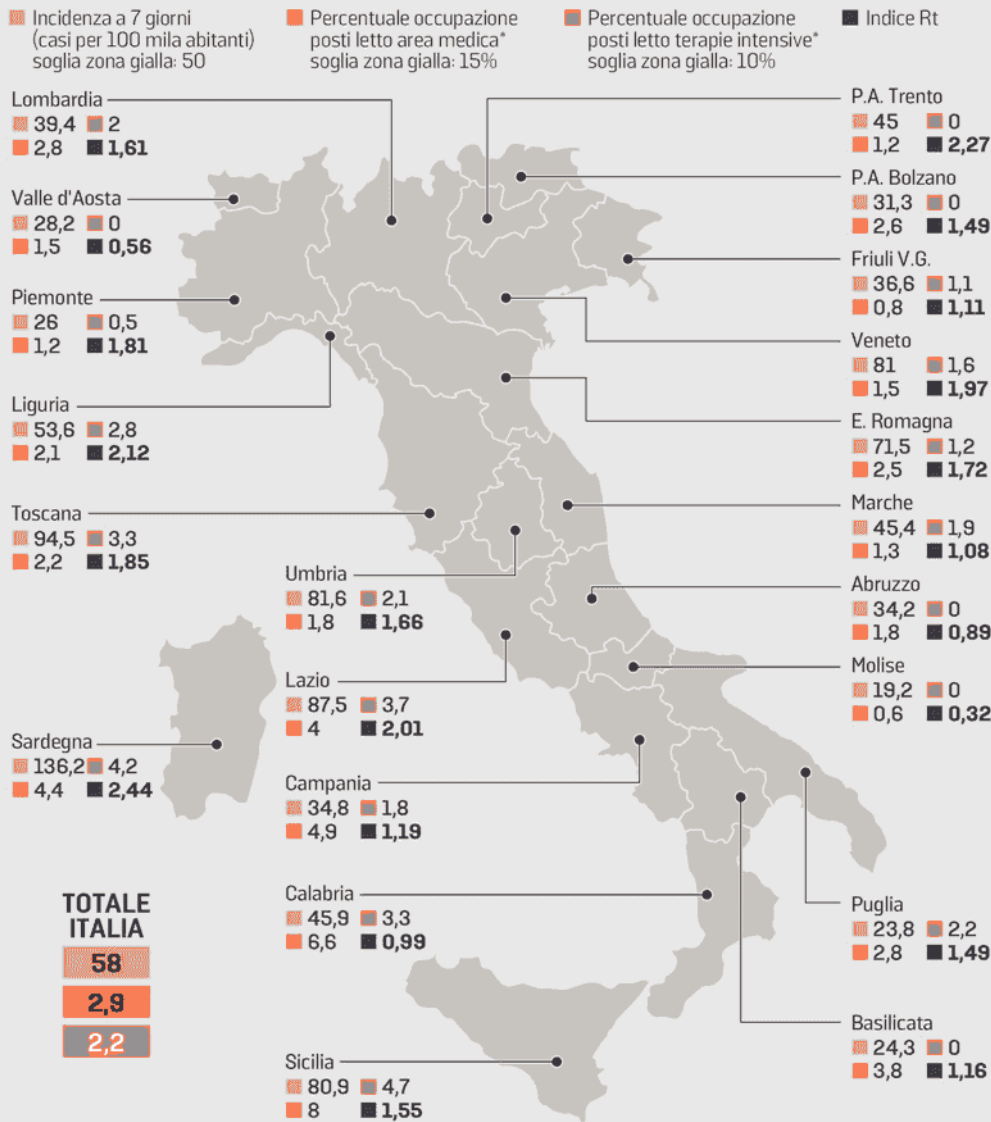 Incidenza a 7 giorni
(casi per 100 mila abitanti)
soglia zona gialla: 50
Percentuale occupazione
posti letto area medica*
soglia zona gialla: 15%
Percentuale occupazione
posti letto terapie intensive*
soglia zona gialla: 10%
Indice Rt
Lombardia
39,4 2
2,8 1,61
Valle d'Aosta
28,2 0
1,5 0,56
Piemonte
26 0,5
1,2 1,81
Liguria
53,6 2,8
2,1 2,12
Toscana
94,5 3,3
2,2 1,85
Umbria
81,6 2,1
1,8 1,66
Lazio
87,5 3,7
4 2,01
Sardegna
136,2 4,2
4,4 2,44
Campania
34,8 1,8
4,9 1,19
Calabria
45,9 3,3
6,6 0,99
Sicilia
80,9 4,7
8 1,55
P.A. Trento
45 0
1,2 2,27
P.A. Bolzano
31,3 0
2,6 1,49
Friuli V.G.
36,6 1,1
0,8 1,11
Veneto
81 1,6
1,5 1,97
E. Romagna
71,5 1,2
2,5 1,72
Marche
45,4 1,9
1,3 1,08
Abruzzo
34,2 0
1,8 0,89
Molise
19,2 0
0,6 0,32
Puglia
23,8 2,2
2,8 1,49
Basilicata
24,3 0
3,8 1,16
TOTALE
ITALIA
58
2,9
2,2